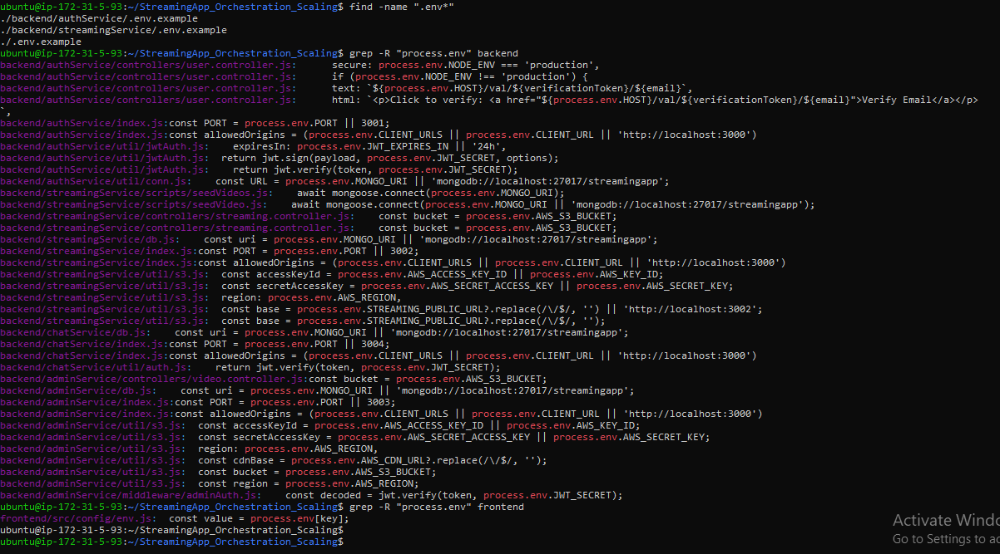 ubuntu@ip-172-31-5-93:~/StreamingApp_Orchestration_Scaling$ find -name ".env*"
./backend/authService/.env.example
./backend/streamingService/.env.example
./.env.example
ubuntu@ip-172-31-5-93:~/StreamingApp_Orchestration_Scaling$ grep -R "process.env" backend
backend/authService/controllers/user.controller.js:      secure: process.env.NODE_ENV === 'production',
backend/authService/controllers/user.controller.js:      if (process.env.NODE_ENV !== 'production') {
backend/authService/controllers/user.controller.js:      text: `${process.env.HOST}/val/${verificationToken}/${email}`,
backend/authService/controllers/user.controller.js:      html: `<p>Click to verify: <a href="${process.env.HOST}/val/${verificationToken}/${email}">Verify Email</a></p>
`,
backend/authService/index.js:const PORT = process.env.PORT || 3001;
backend/authService/index.js:const allowedOrigins = (process.env.CLIENT_URLS || process.env.CLIENT_URL || 'http://localhost:3000')
backend/authService/util/jwtAuth.js:    expiresIn: process.env.JWT_EXPIRES_IN || '24h',
backend/authService/util/jwtAuth.js:  return jwt.sign(payload, process.env.JWT_SECRET, options);
backend/authService/util/jwtAuth.js:    return jwt.verify(token, process.env.JWT_SECRET);
backend/authService/util/conn.js:    const URL = process.env.MONGO_URI || 'mongodb://localhost:27017/streamingapp';
backend/streamingService/scripts/seedVideos.js:    await mongoose.connect(process.env.MONGO_URI);
backend/streamingService/scripts/seedVideo.js:    await mongoose.connect(process.env.MONGO_URI || 'mongodb://localhost:27017/streamingapp');
backend/streamingService/controllers/streaming.controller.js:    const bucket = process.env.AWS_S3_BUCKET;
backend/streamingService/controllers/streaming.controller.js:    const bucket = process.env.AWS_S3_BUCKET;
backend/streamingService/db.js:    const uri = process.env.MONGO_URI || 'mongodb://localhost:27017/streamingapp';
backend/streamingService/index.js:const PORT = process.env.PORT || 3002;
backend/streamingService/index.js:const allowedOrigins = (process.env.CLIENT_URLS || process.env.CLIENT_URL || 'http://localhost:3000')
backend/streamingService/util/s3.js:  const accessKeyId = process.env.AWS_ACCESS_KEY_ID || process.env.AWS_KEY_ID;
backend/streamingService/util/s3.js:  const secretAccessKey = process.env.AWS_SECRET_ACCESS_KEY || process.env.AWS_SECRET_KEY;
backend/streamingService/util/s3.js:  region: process.env.AWS_REGION,
backend/streamingService/util/s3.js:  const base = process.env.STREAMING_PUBLIC_URL?.replace(/\/$/, '') || 'http://localhost:3002';
backend/streamingService/util/s3.js:  const base = process.env.STREAMING_PUBLIC_URL?.replace(/\/$/, '');
backend/chatService/db.js:    const uri = process.env.MONGO_URI || 'mongodb://localhost:27017/streamingapp';
backend/chatService/index.js:const PORT = process.env.PORT || 3004;
backend/chatService/index.js:const allowedOrigins = (process.env.CLIENT_URLS || process.env.CLIENT_URL || 'http://localhost:3000')
backend/chatService/util/auth.js:    return jwt.verify(token, process.env.JWT_SECRET);
backend/adminService/controllers/video.controller.js:const bucket = process.env.AWS_S3_BUCKET;
backend/adminService/db.js:    const uri = process.env.MONGO_URI || 'mongodb://localhost:27017/streamingapp';
backend/adminService/index.js:const PORT = process.env.PORT || 3003;
backend/adminService/index.js:const allowedOrigins = (process.env.CLIENT_URLS || process.env.CLIENT_URL || 'http://localhost:3000')
backend/adminService/util/s3.js:  const accessKeyId = process.env.AWS_ACCESS_KEY_ID || process.env.AWS_KEY_ID;
backend/adminService/util/s3.js:  const secretAccessKey = process.env.AWS_SECRET_ACCESS_KEY || process.env.AWS_SECRET_KEY;
backend/adminService/util/s3.js:  region: process.env.AWS_REGION,
backend/adminService/util/s3.js:  const cdnBase = process.env.AWS_CDN_URL?.replace(/\/$/, '');
backend/adminService/util/s3.js:  const bucket = process.env.AWS_S3_BUCKET;
backend/adminService/util/s3.js:  const region = process.env.AWS_REGION;
backend/adminService/middleware/adminAuth.js:    const decoded = jwt.verify(token, process.env.JWT_SECRET);
ubuntu@ip-172-31-5-93:~/StreamingApp_Orchestration_Scaling$ grep -R "process.env" frontend
frontend/src/config/env.js:  const value = process.env[key];
ubuntu@ip-172-31-5-93:~/StreamingApp_Orchestration_Scaling$
ubuntu@ip-172-31-5-93:~/StreamingApp_Orchestration_Scaling$
Activate Windo
Go to Settings to ac